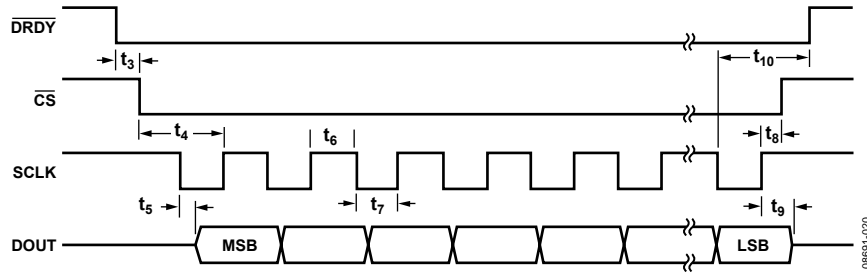 DRDY
t3
t10
CS
t4
t6
t8
SCLK
t5
t7
t9
DOUT
MSB
LSB
08691-020